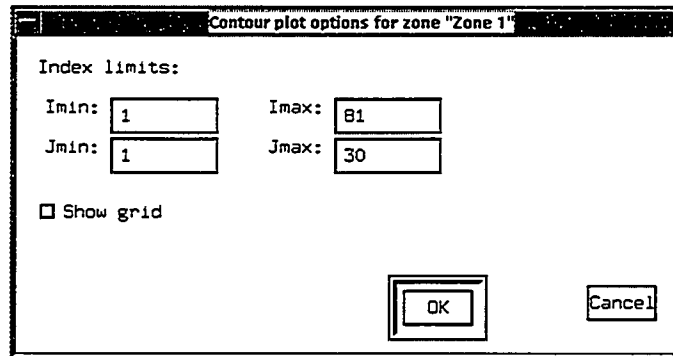 Contour plot options for zone "Zone 1"
Index limits:
Imin: 1 Imax: 81
Jmin: 1 Jmax: 30
Show grid
OK Cancel